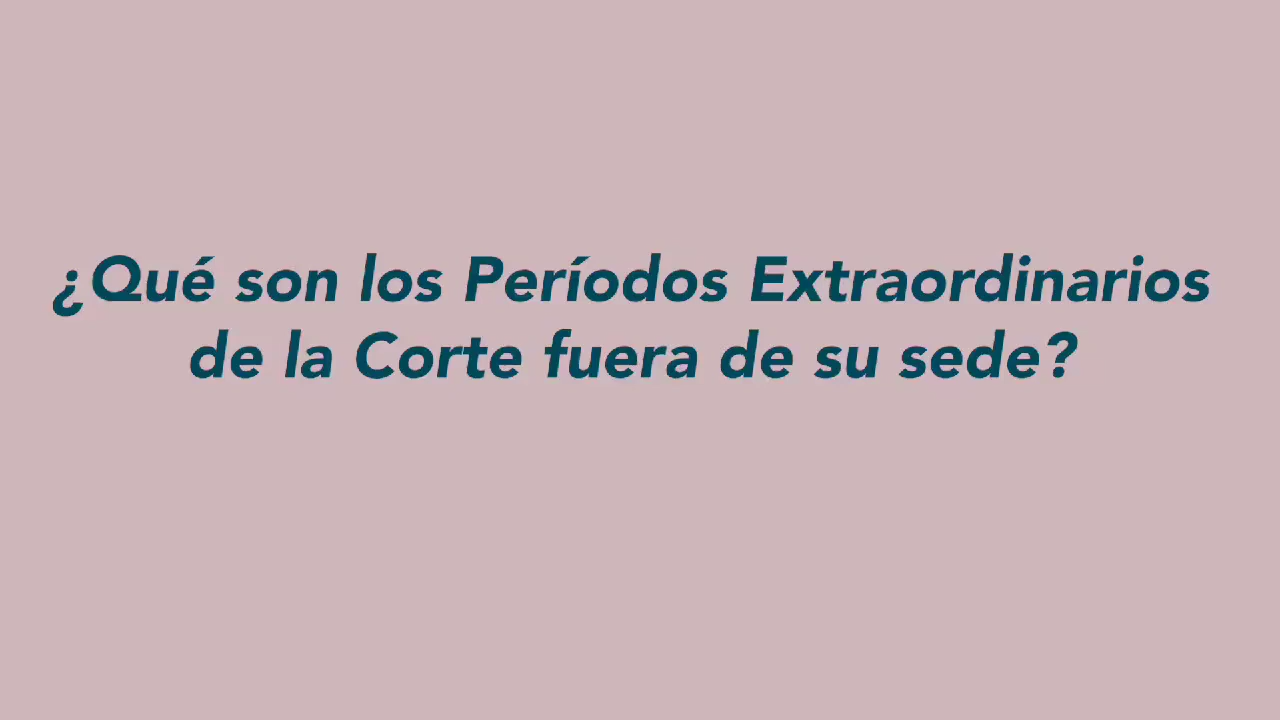 ¿Qué son los Períodos Extraordinarios
de la Corte fuera de su sede?